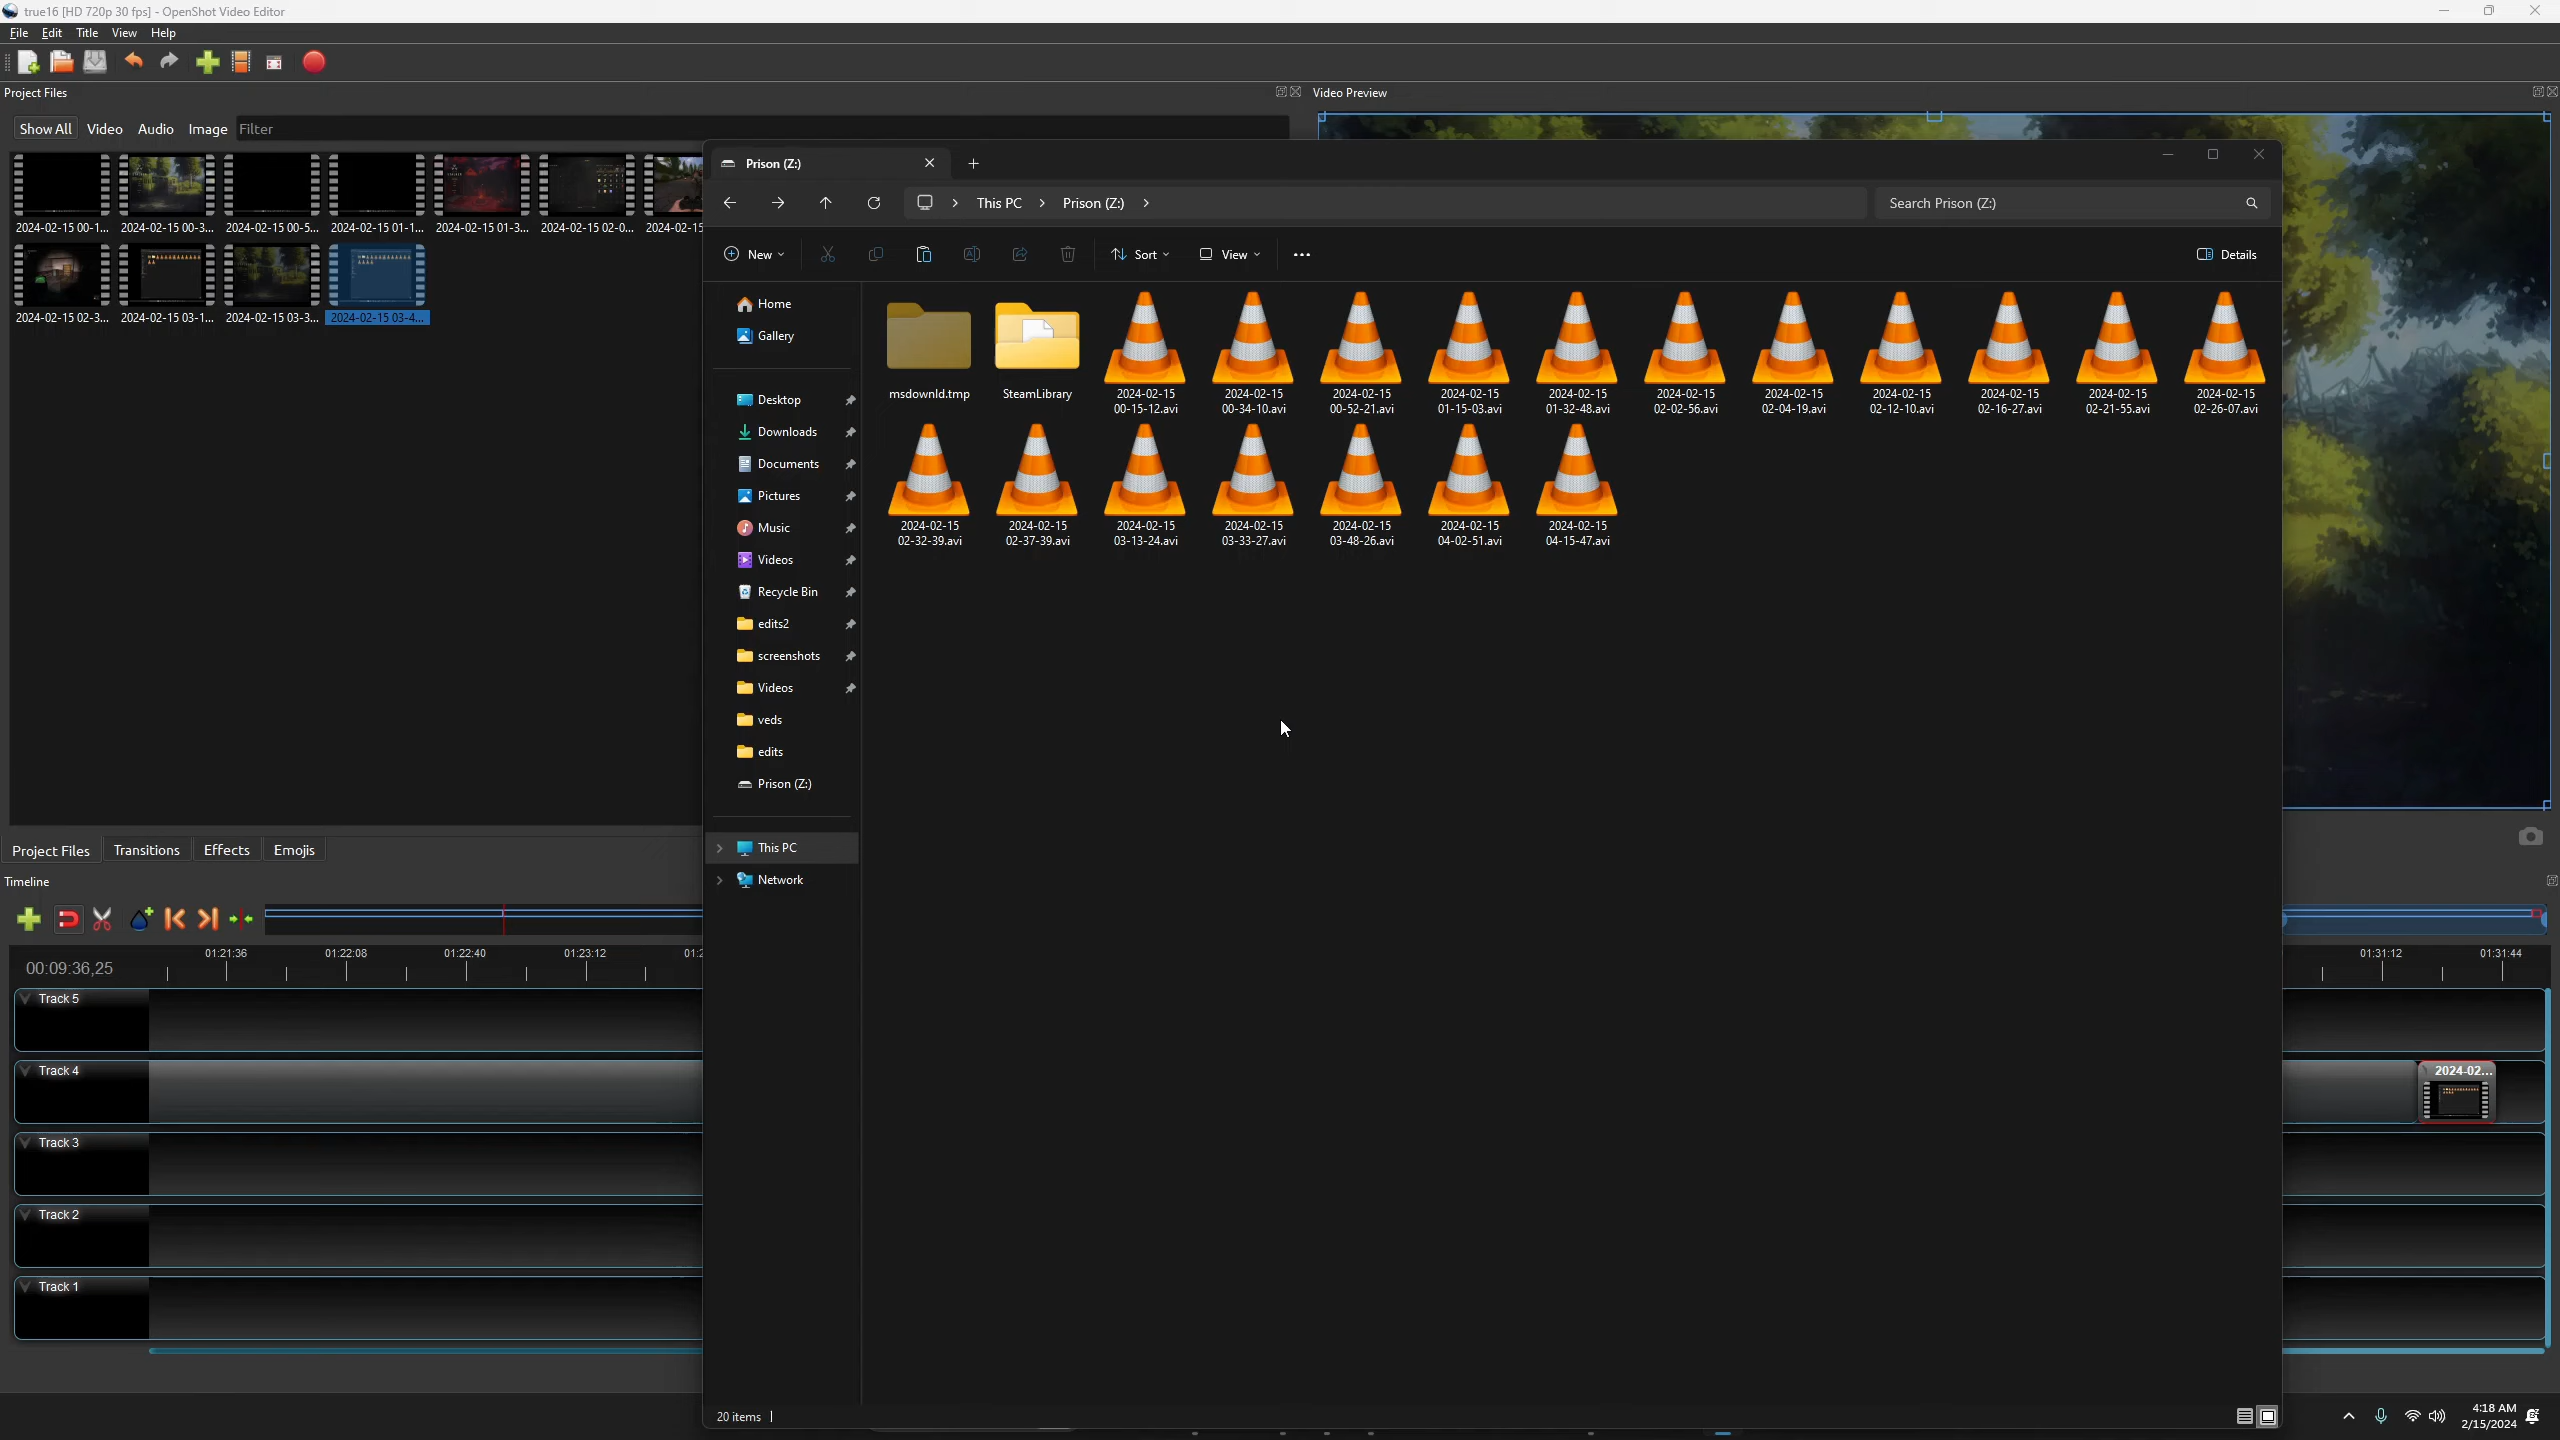 true16 [HD 720p 30 fps] - OpenShot Video Editor
File Edit Title View Help
Project Files
Video Preview
Show All Video Audio Image Filter
2024-02-15 00-1... 2024-02-15 00-3... 2024-02-15 00-5... 2024-02-15 01-1... 2024-02-15 01-3... 2024-02-15 02-0... 2024-02-15
2024-02-15 02-3... 2024-02-15 03-1... 2024-02-15 03-3... 2024-02-15 03-4...
Prison (Z:)
This PC Prison (Z:)
Search Prison (Z:)
New Sort View Details
Home
Gallery
Desktop
Downloads
Documents
Pictures
Music
Videos
Recycle Bin
edits2
screenshots
Videos
veds
edits
Prison (Z:)
This PC
Network
msdownld.tmp
SteamLibrary
2024-02-15 00-15-12.avi
2024-02-15 00-34-10.avi
2024-02-15 00-52-21.avi
2024-02-15 01-15-03.avi
2024-02-15 01-32-48.avi
2024-02-15 02-02-56.avi
2024-02-15 02-04-19.avi
2024-02-15 02-12-10.avi
2024-02-15 02-16-27.avi
2024-02-15 02-21-55.avi
2024-02-15 02-26-07.avi
2024-02-15 02-32-39.avi
2024-02-15 02-37-39.avi
2024-02-15 03-13-24.avi
2024-02-15 03-33-27.avi
2024-02-15 03-48-26.avi
2024-02-15 04-02-51.avi
2024-02-15 04-15-47.avi
20 items
Project Files Transitions Effects Emojis
Timeline
00:09:36,25
01:21:36 01:22:08 01:22:40 01:23:12 01:2
01:31:12 01:31:44
Track 5
Track 4
2024-02...
Track 3
Track 2
Track 1
4:18 AM
2/15/2024